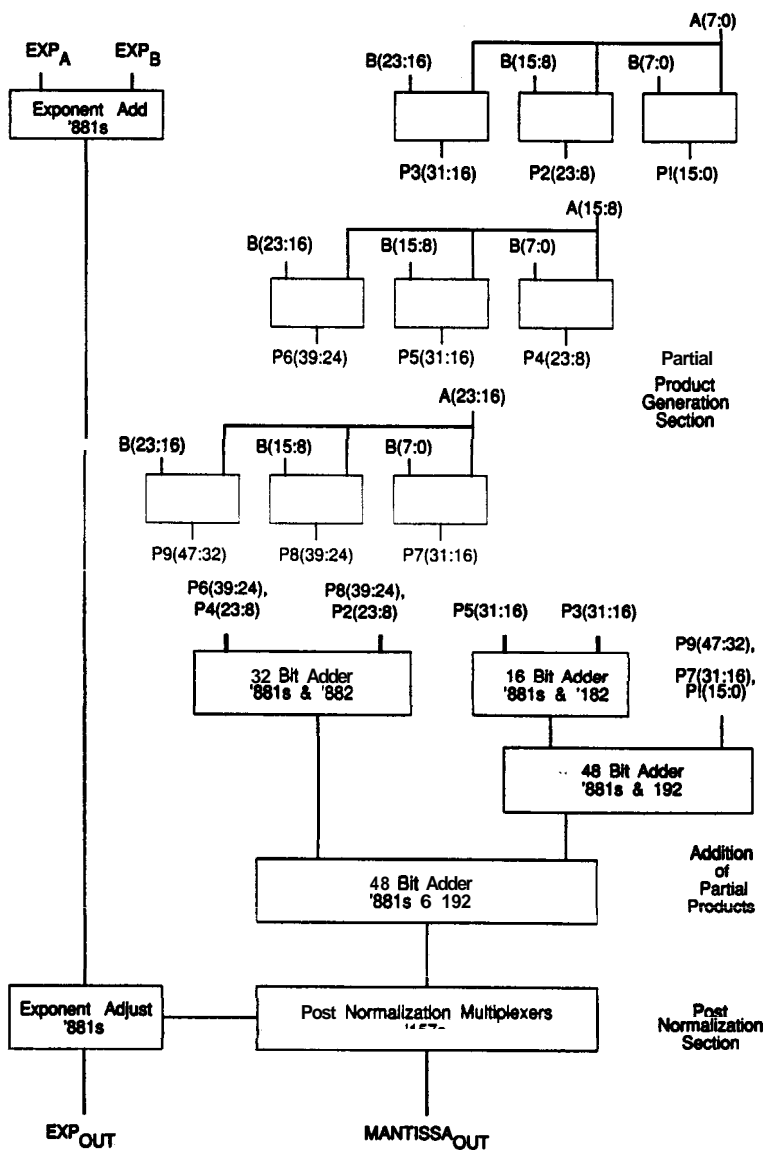 A(7:0)
EXPA EXPB
B(23:16) B(15:8) B(7:0)
Exponent Add
'881s
P3(31:16) P2(23:8) P!(15:0)
A(15:8)
B(23:16) B(15:8) B(7:0)
P6(39:24) P5(31:16) P4(23:8)
Partial
Product
Generation
Section
A(23:16)
B(23:16) B(15:8) B(7:0)
P9(47:32) P8(39:24) P7(31:16)
P6(39:24),
P4(23:8)
P8(39:24),
P2(23:8)
P5(31:16) P3(31:16)
P9(47:32),
P7(31:16),
P!(15:0)
32 Bit Adder
'881s & '882
16 Bit Adder
'881s & '182
48 Bit Adder
'881s & 192
Addition
of
Partial
Products
48 Bit Adder
'881s 6 192
Exponent Adjust
'881s
Post Normalization Multiplexers
Post
Normalization
Section
EXPOUT
MANTISSAOUT